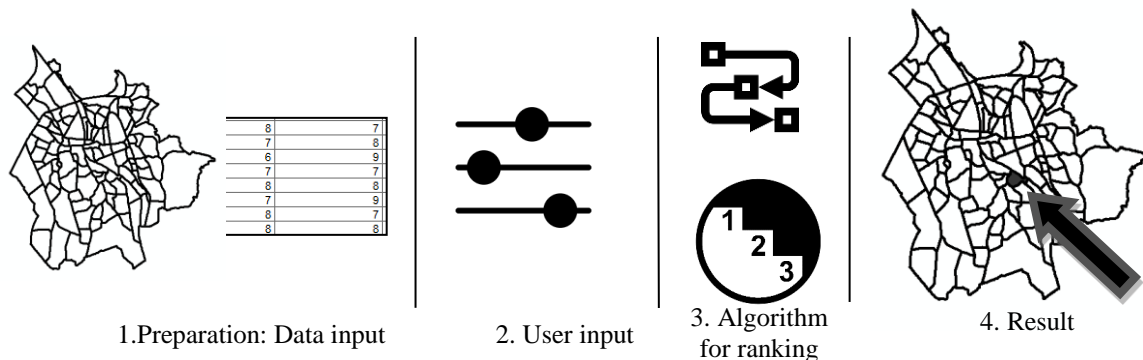 8 7
7 8
6 9
7 7
8 8
7 9
8 7
8 8
1
2
3
1.Preparation: Data input
2. User input
3. Algorithm
for ranking
4. Result